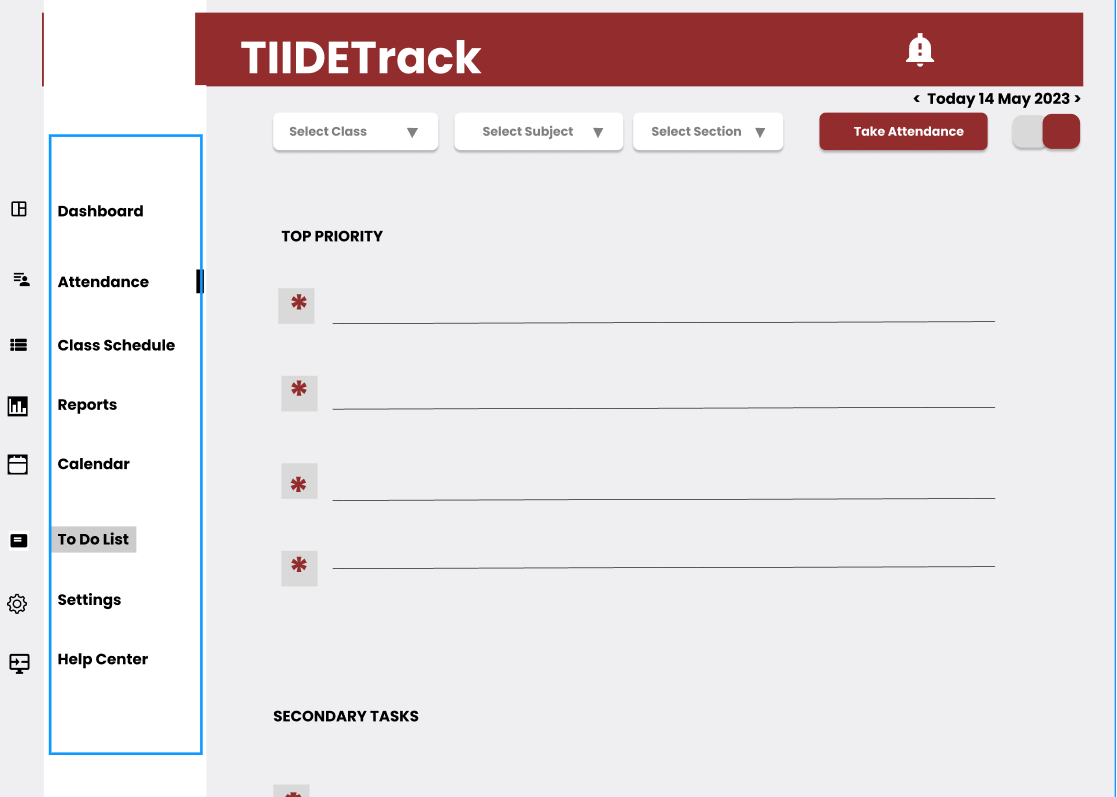 TIIDETrack
< Today 14 May 2023 >
Select Class ▼
Select Subject ▼
Select Section ▼
Take Attendance
Dashboard
Attendance
Class Schedule
Reports
Calendar
To Do List
Settings
Help Center
TOP PRIORITY
*
*
*
*
SECONDARY TASKS
*